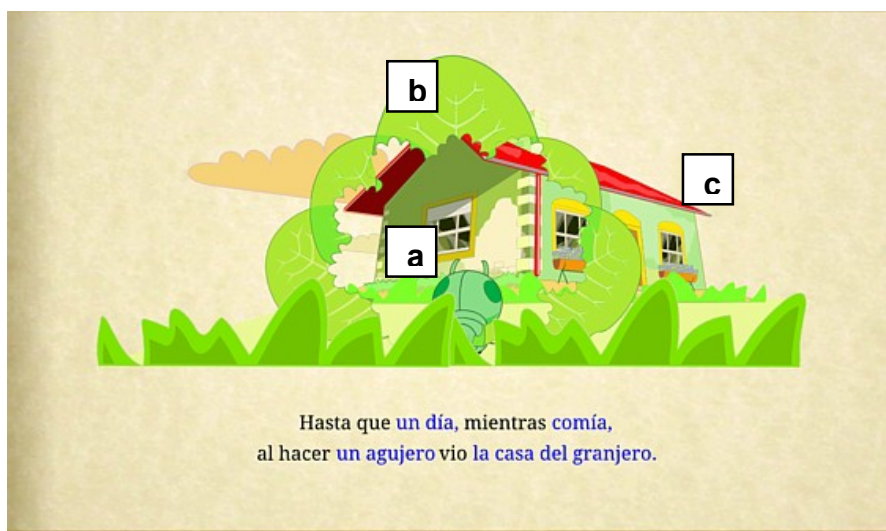 b
c
a
Hasta que un día, mientras comía,
al hacer un agujero vio la casa del granjero.